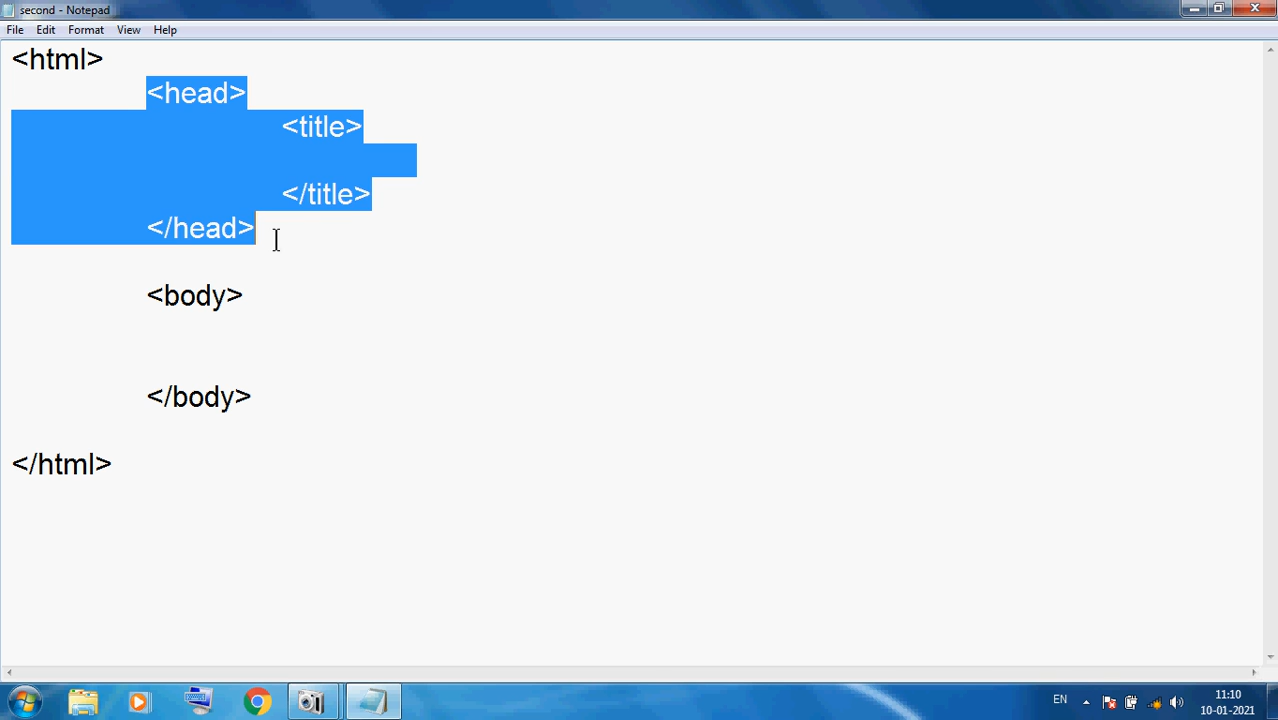 second - Notepad
File Edit Format View Help
<html>
<head>
<title>
</title>
</head>
<body>
</body>
</html>
EN
11:10
10-01-2021